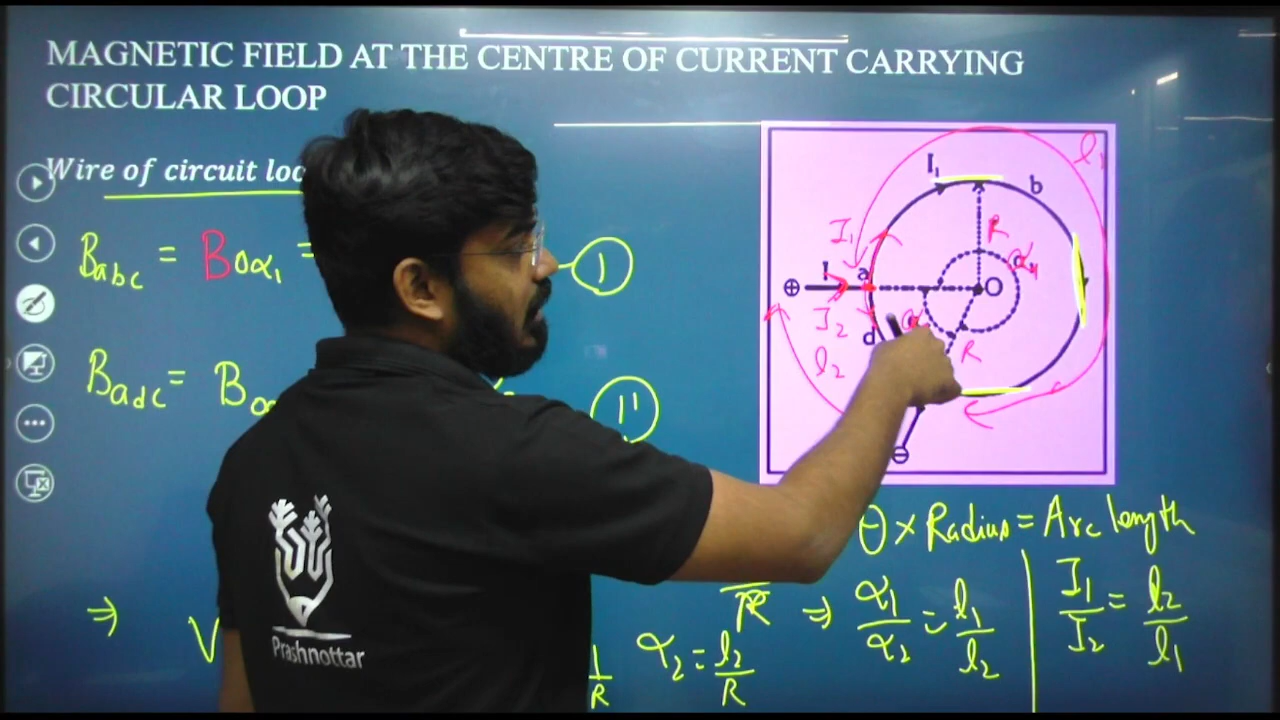 MAGNETIC FIELD AT THE CENTRE OF CURRENT CARRYING
CIRCULAR LOOP
Wire of circuit loo
B_abc = B_Oα₁ = ①
B_adc = B_Oα ①'
I₁
b
l₁
I₁
R
α₁
I
a
O
I₂
α
d
R
l₂
⊕
⊖
θ × Radius = Arc length
⇒ α₁/α₂ = l₁/l₂
I₁/I₂ = l₂/l₁
⇒ V
α₂ = l₂/R
Prashnottar